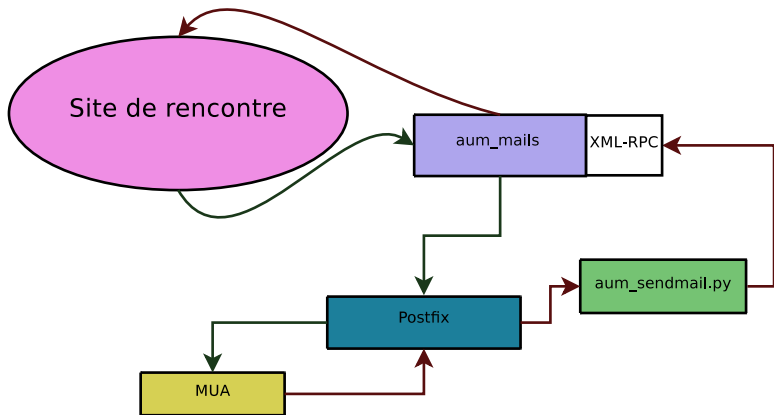 Site de rencontre
aum_mails
XML-RPC
aum_sendmail.py
Postfix
MUA